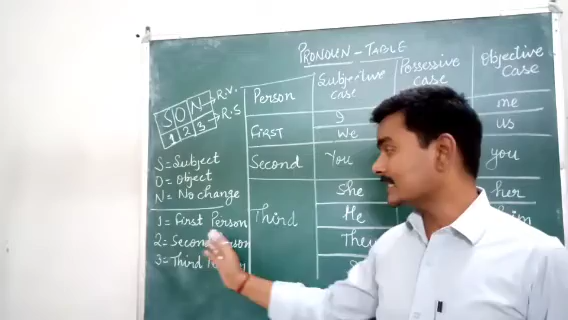 PRONOUN - TABLE
S O N → R.V.
1 2 3 → R.S
S = Subject
O = Object
N = No change
1 = First Person
2 = Second Person
3 = Third
Person Subjective Case Possessive Case Objective Case
First I me
We us
Second You you
Third She her
He him
They